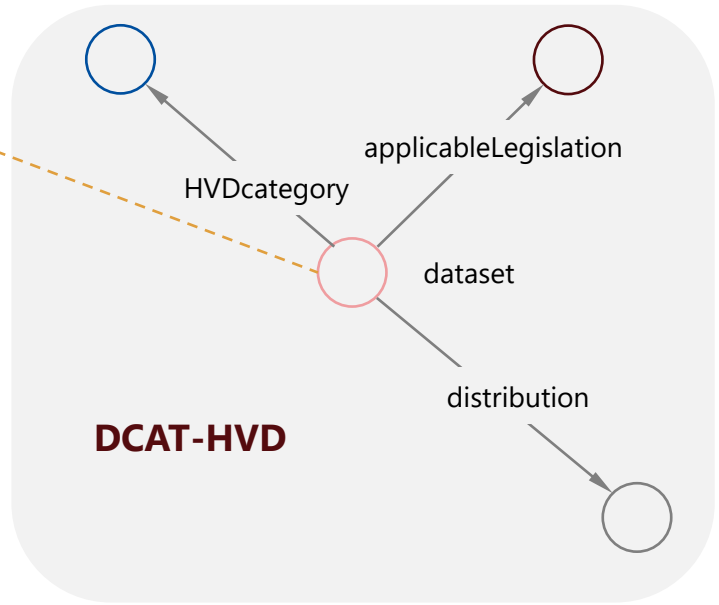 applicableLegislation
HVDcategory
dataset
distribution
DCAT-HVD